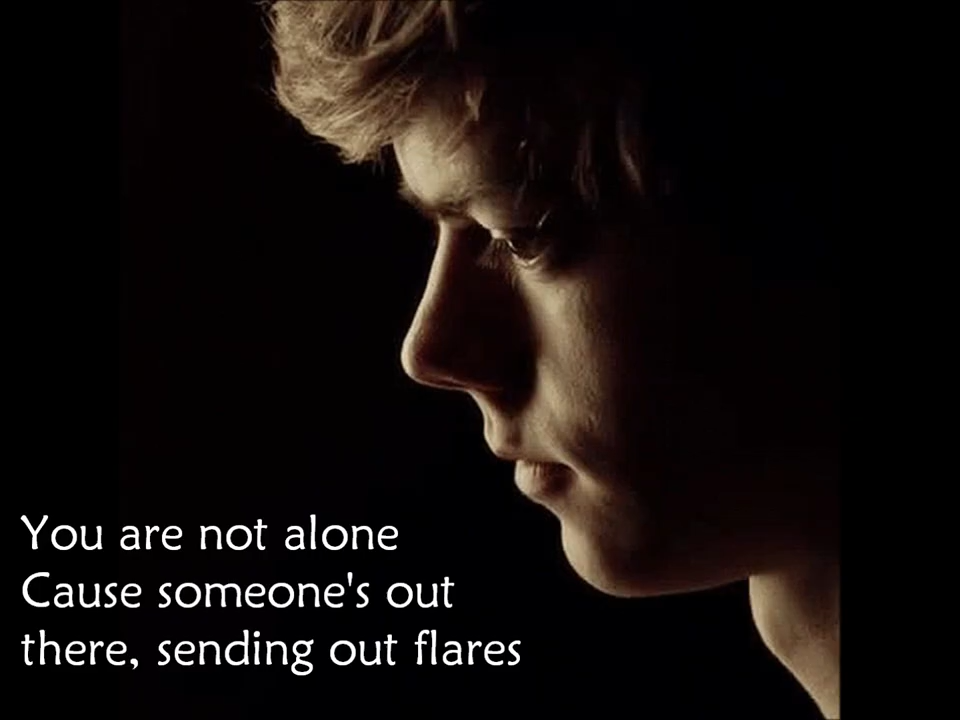 You are not alone
Cause someone's out
there, sending out flares